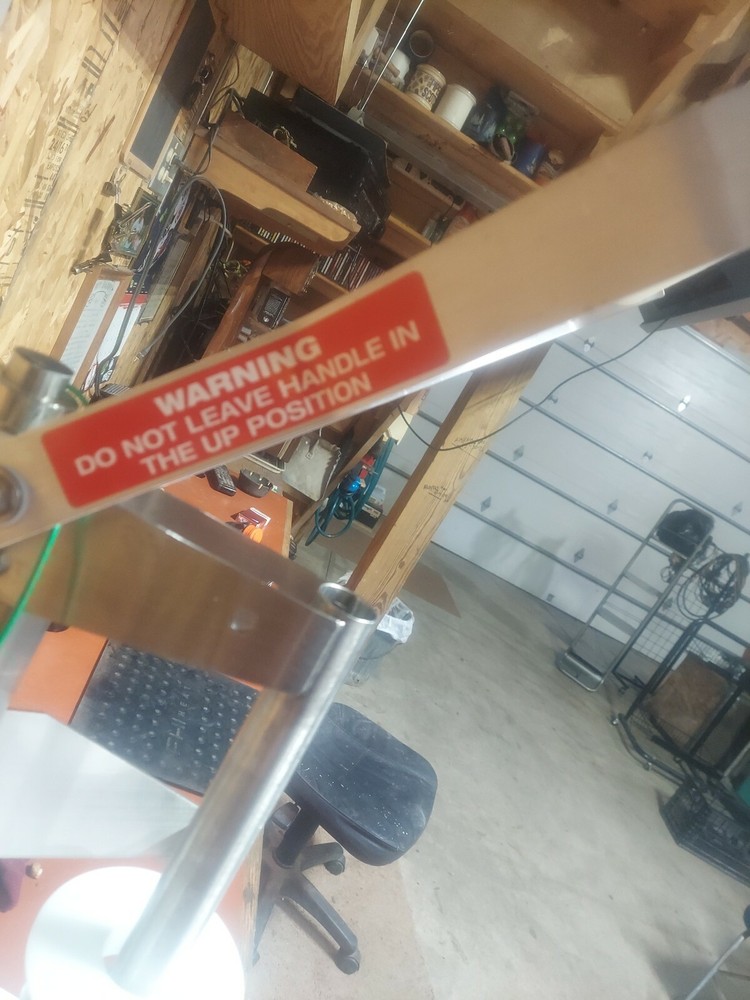 WARNING
DO NOT LEAVE HANDLE IN
THE UP POSITION